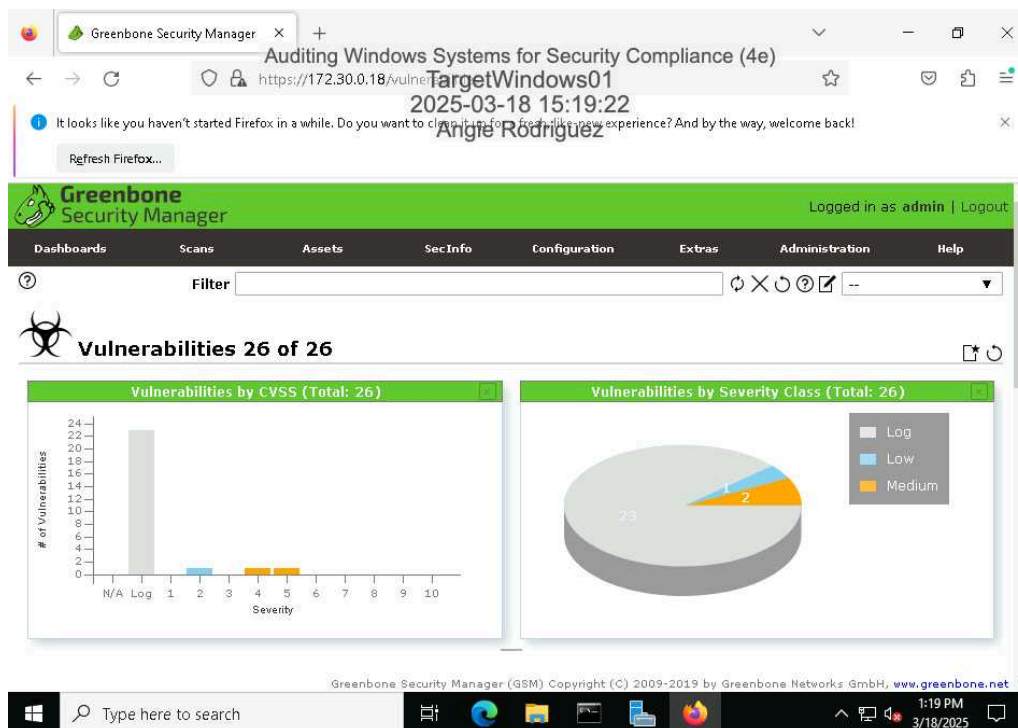 Greenbone Security Manager
Auditing Windows Systems for Security Compliance (4e)
https://172.30.0.18/vulner
TargetWindows01
2025-03-18 15:19:22
It looks like you haven't started Firefox in a while. Do you want to clean it up for a fresh, like-new experience? And by the way, welcome back!
Angie Rodriguez
Refresh Firefox...
Greenbone
Security Manager
Logged in as admin | Logout
Dashboards Scans Assets SecInfo Configuration Extras Administration Help
Filter --
Vulnerabilities 26 of 26
Vulnerabilities by CVSS (Total: 26)
# of Vulnerabilities
24
22
20
18
16
14
12
10
8
6
4
2
0
N/A Log 1 2 3 4 5 6 7 8 9 10
Severity
Vulnerabilities by Severity Class (Total: 26)
Log
Low
Medium
1
2
23
Greenbone Security Manager (GSM) Copyright (C) 2009-2019 by Greenbone Networks GmbH, www.greenbone.net
Type here to search
1:19 PM
3/18/2025